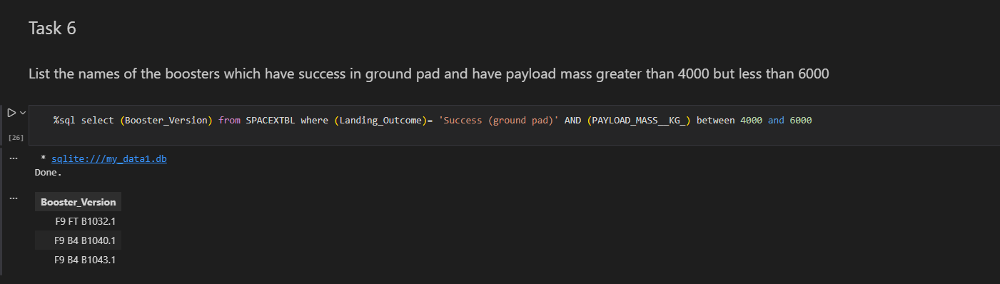 Task 6
List the names of the boosters which have success in ground pad and have payload mass greater than 4000 but less than 6000
%sql select (Booster_Version) from SPACEXTBL where (Landing_Outcome)= 'Success (ground pad)' AND (PAYLOAD_MASS__KG_) between 4000 and 6000
[26]
... * sqlite:///my_data1.db
Done.
... Booster_Version
F9 FT B1032.1
F9 B4 B1040.1
F9 B4 B1043.1